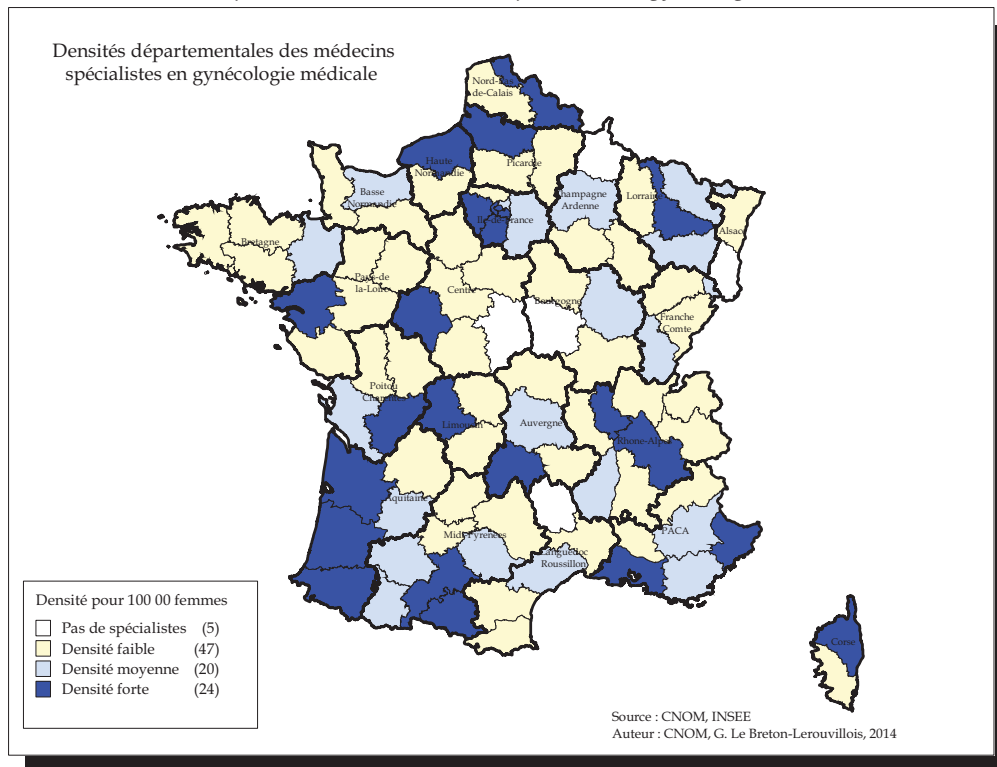 Densités départementales des médecins
spécialistes en gynécologie médicale
Nord-Pas
de-Calais
Haute
Normandie
Picardie
Basse
Normandie
Champagne
Ardenne
Lorraine
Ile-de-France
Alsace
Bretagne
Pays-de
la-Loire
Centre
Bourgogne
Franche
Comte
Poitou
Charentes
Limousin
Auvergne
Rhone-Alpes
Aquitaine
Midi-Pyrenees
PACA
Languedoc
Roussillon
Corse
Densité pour 100 00 femmes
Pas de spécialistes (5)
Densité faible (47)
Densité moyenne (20)
Densité forte (24)
Source : CNOM, INSEE
Auteur : CNOM, G. Le Breton-Lerouvillois, 2014